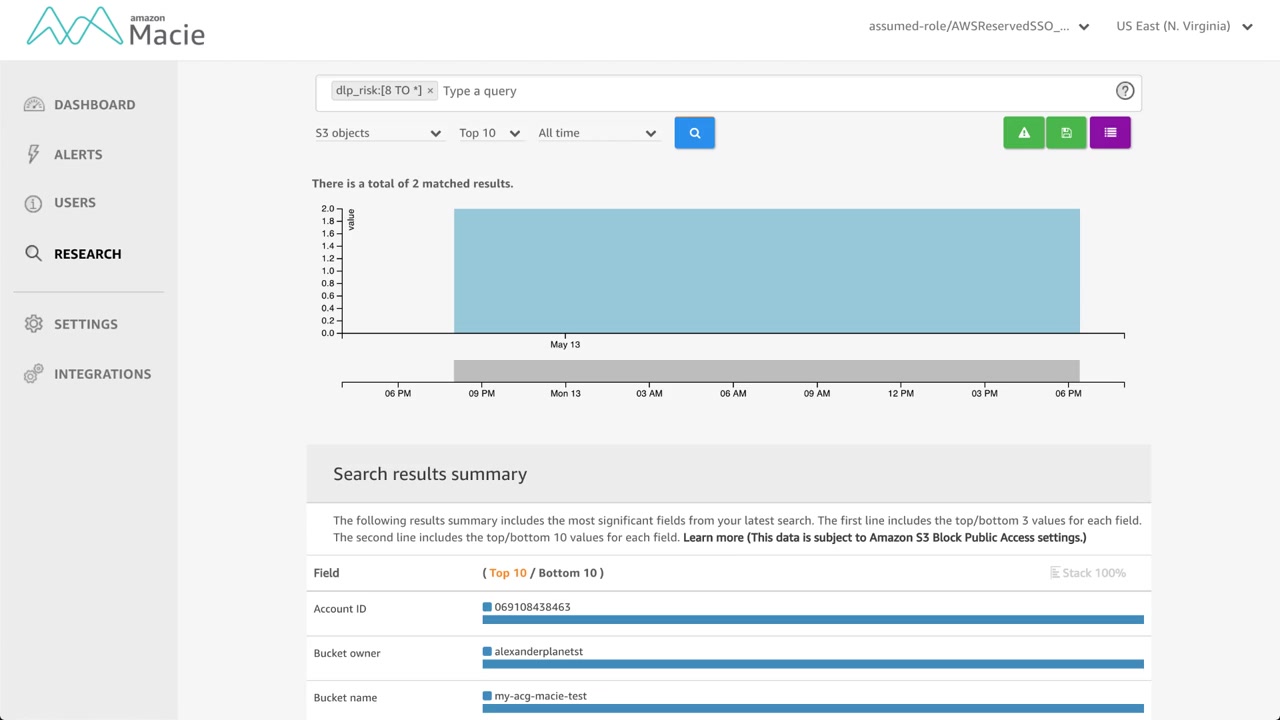 amazon
Macie
assumed-role/AWSReservedSSO_...
US East (N. Virginia)
DASHBOARD
ALERTS
USERS
RESEARCH
SETTINGS
INTEGRATIONS
dlp_risk:[8 TO *] × Type a query
?
S3 objects
Top 10
All time
There is a total of 2 matched results.
value
2.0
1.8
1.6
1.4
1.2
1.0
0.8
0.6
0.4
0.2
0.0
May 13
06 PM
09 PM
Mon 13
03 AM
06 AM
09 AM
12 PM
03 PM
06 PM
Search results summary
The following results summary includes the most significant fields from your latest search. The first line includes the top/bottom 3 values for each field.
The second line includes the top/bottom 10 values for each field. Learn more (This data is subject to Amazon S3 Block Public Access settings.)
Field
( Top 10 / Bottom 10 )
Stack 100%
Account ID
069108438463
Bucket owner
alexanderplanetst
Bucket name
my-acg-macie-test